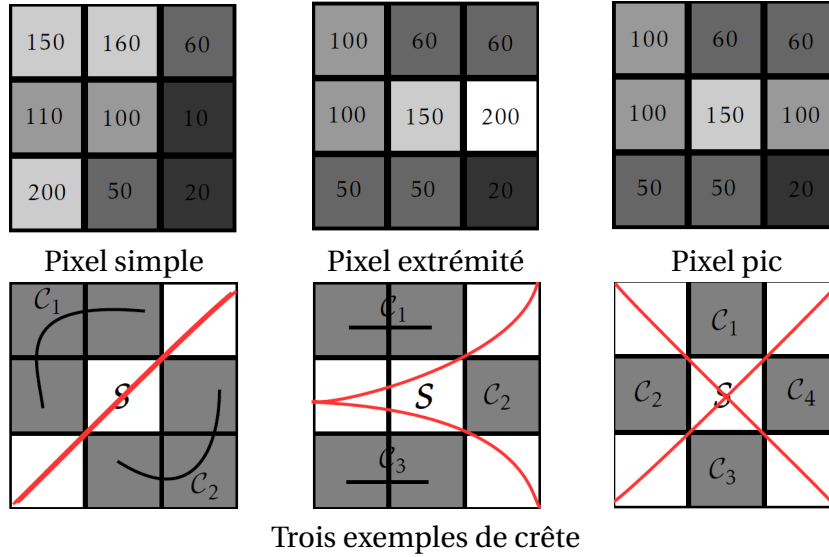 150 160 60 100 60 60 100 60 60
110 100 10 100 150 200 100 150 100
200 50 20 50 50 20 50 50 20
Pixel simple Pixel extrémité Pixel pic
C1 C1 C1
S S C2 C2 S C4
C2 C3 C3
Trois exemples de crête